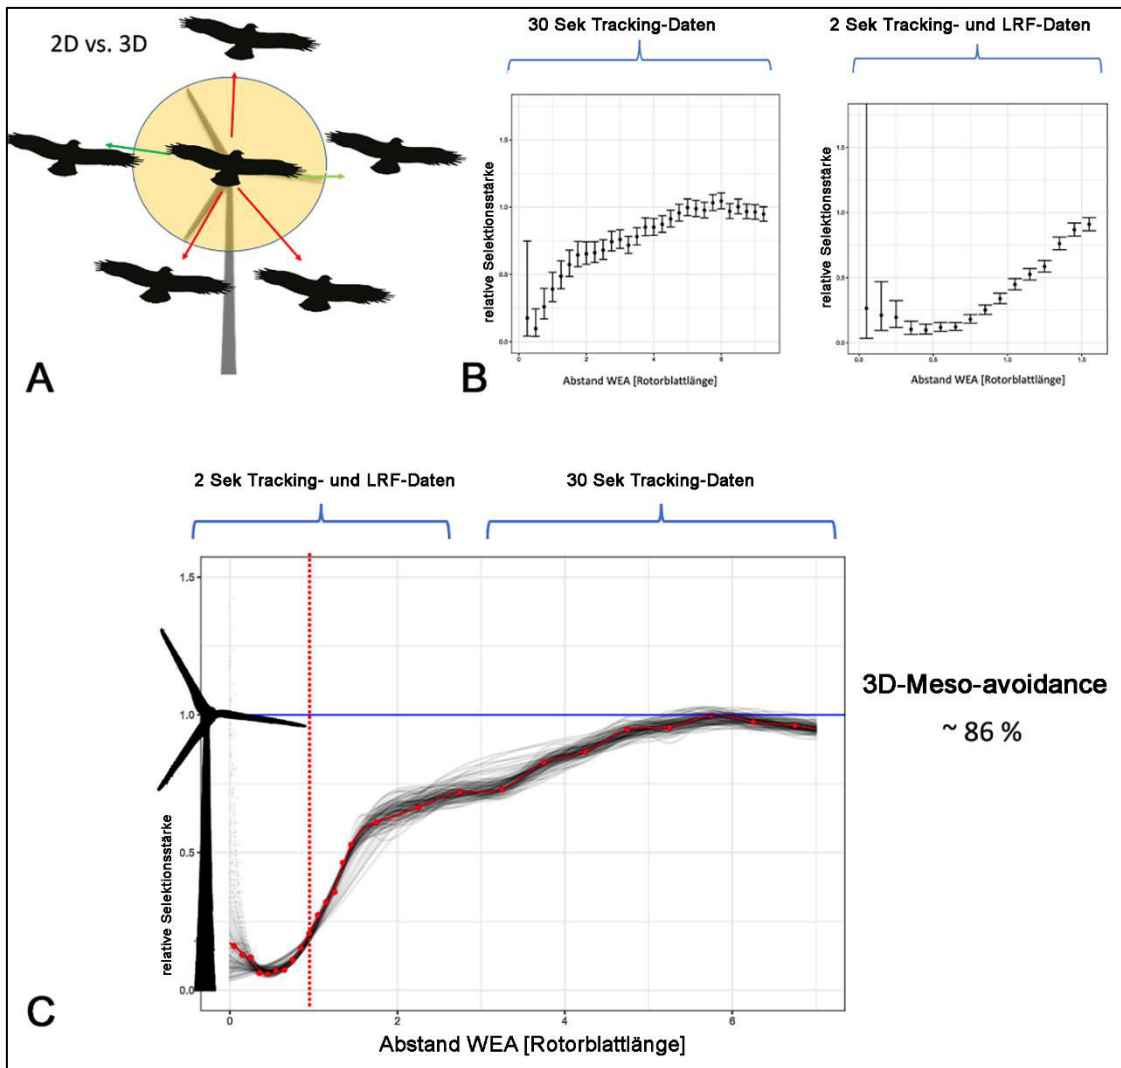 2D vs. 3D
A
30 Sek Tracking-Daten
relative Selektionsstärke
1.5
1.0
0.5
0.0
0
2
4
6
Abstand WEA [Rotorblattlänge]
B
2 Sek Tracking- und LRF-Daten
relative Selektionsstärke
1.5
1.0
0.5
0.0
0.0
0.5
1.0
1.5
Abstand WEA [Rotorblattlänge]
2 Sek Tracking- und LRF-Daten
30 Sek Tracking-Daten
relative Selektionsstärke
1.5
1.0
0.5
0.0
0
2
4
6
Abstand WEA [Rotorblattlänge]
C
3D-Meso-avoidance
~ 86 %